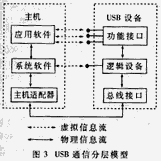 主机
USB 设备
应用软件
功能接口
系统软件
逻辑设备
主机适配器
总线接口
虚拟信息流
物理信息流
图 3 USB 通信分层模型